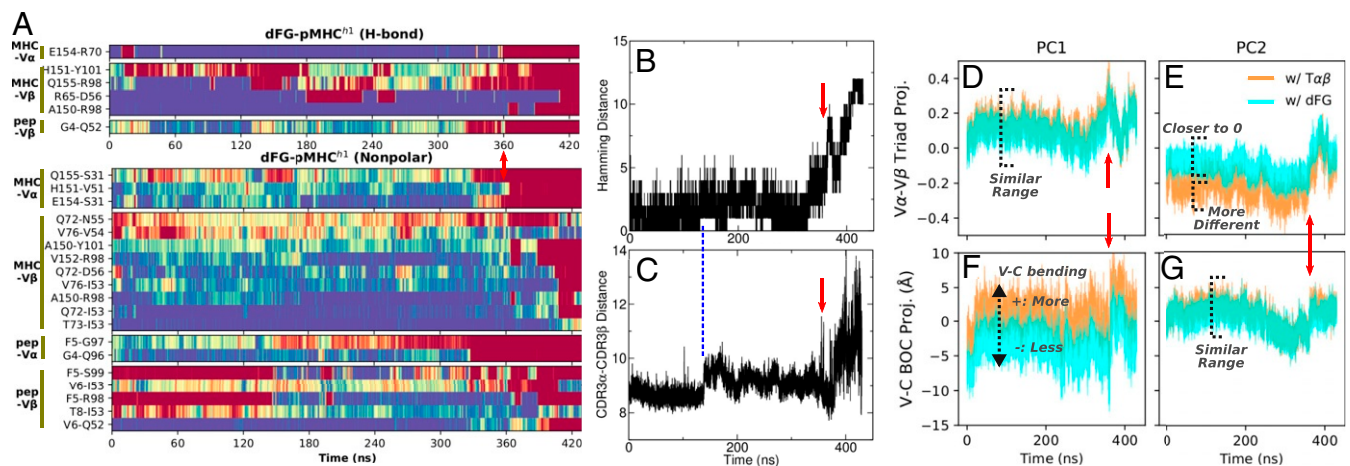 A
dFG-pMHC^h1 (H-bond)
MHC
-Vα
E154-R70
MHC
-Vβ
H151-Y101
Q155-R98
R65-D56
A150-R98
pep
-Vβ
G4-Q52
0 60 120 180 240 300 360 420
dFG-pMHC^h1 (Nonpolar)
MHC
-Vα
Q155-S31
H151-V51
E154-S31
MHC
-Vβ
Q72-N55
V76-V54
A150-Y101
V152-R98
Q72-D56
V76-I53
A150-R98
Q72-I53
T73-I53
pep
-Vα
F5-G97
G4-Q96
pep
-Vβ
F5-S99
V6-I53
F5-R98
T8-I53
V6-Q52
0 60 120 180 240 300 360 420
Time (ns)
B
Hamming Distance
15
10
5
0
0 200 400
C
CDR3α-CDR3β Distance
14
12
10
8
0 200 400
Time (ns)
PC1
PC2
Vα-Vβ Triad Proj.
D
0.4
0.2
0.0
-0.2
-0.4
Similar
Range
E
w/ Tαβ
w/ dFG
Closer to 0
More
Different
V-C BOC Proj. (Å)
F
10
5
0
−5
−10
−15
V-C bending
+: More
-: Less
0 200 400
Time (ns)
G
Similar
Range
0 200 400
Time (ns)